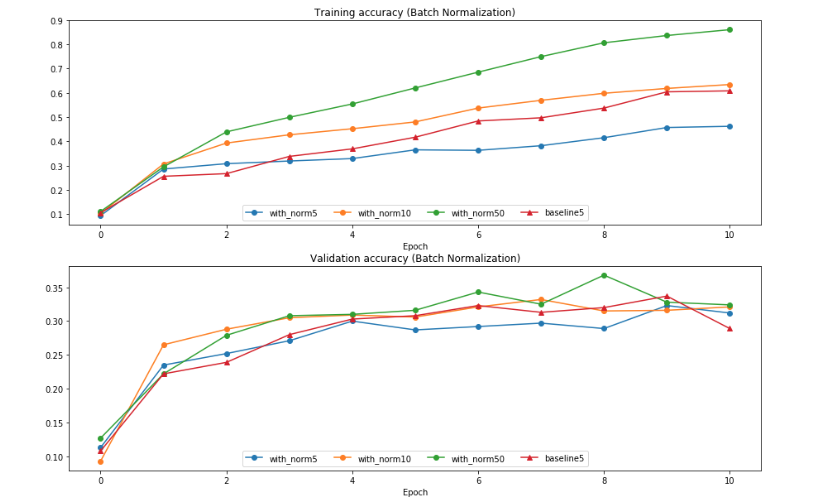 Training accuracy (Batch Normalization)
0.9
0.8
0.7
0.6
0.5
0.4
0.3
0.2
0.1
with_norm5 with_norm10 with_norm50 baseline5
0 2 4 6 8 10
Epoch
Validation accuracy (Batch Normalization)
0.35
0.30
0.25
0.20
0.15
0.10
with_norm5 with_norm10 with_norm50 baseline5
0 2 4 6 8 10
Epoch